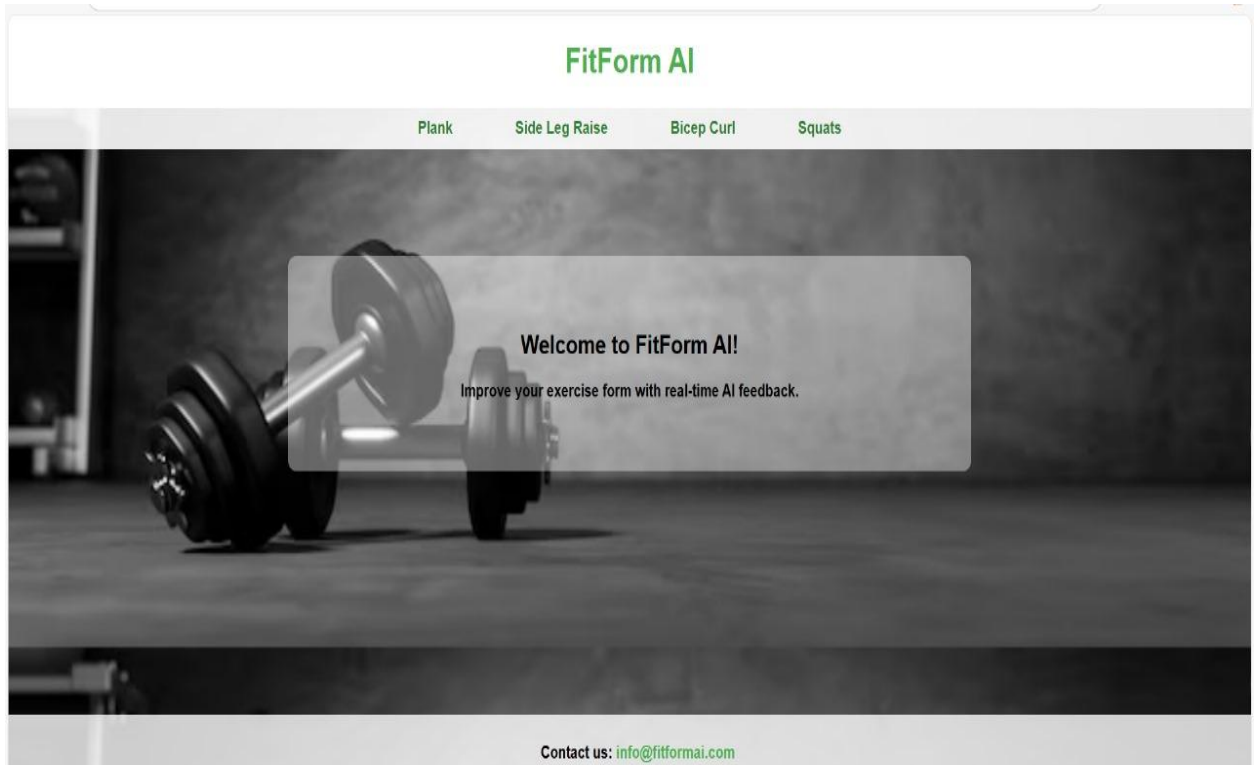 FitForm AI
Plank Side Leg Raise Bicep Curl Squats
Welcome to FitForm AI!
Improve your exercise form with real-time AI feedback.
Contact us: info@fitformai.com